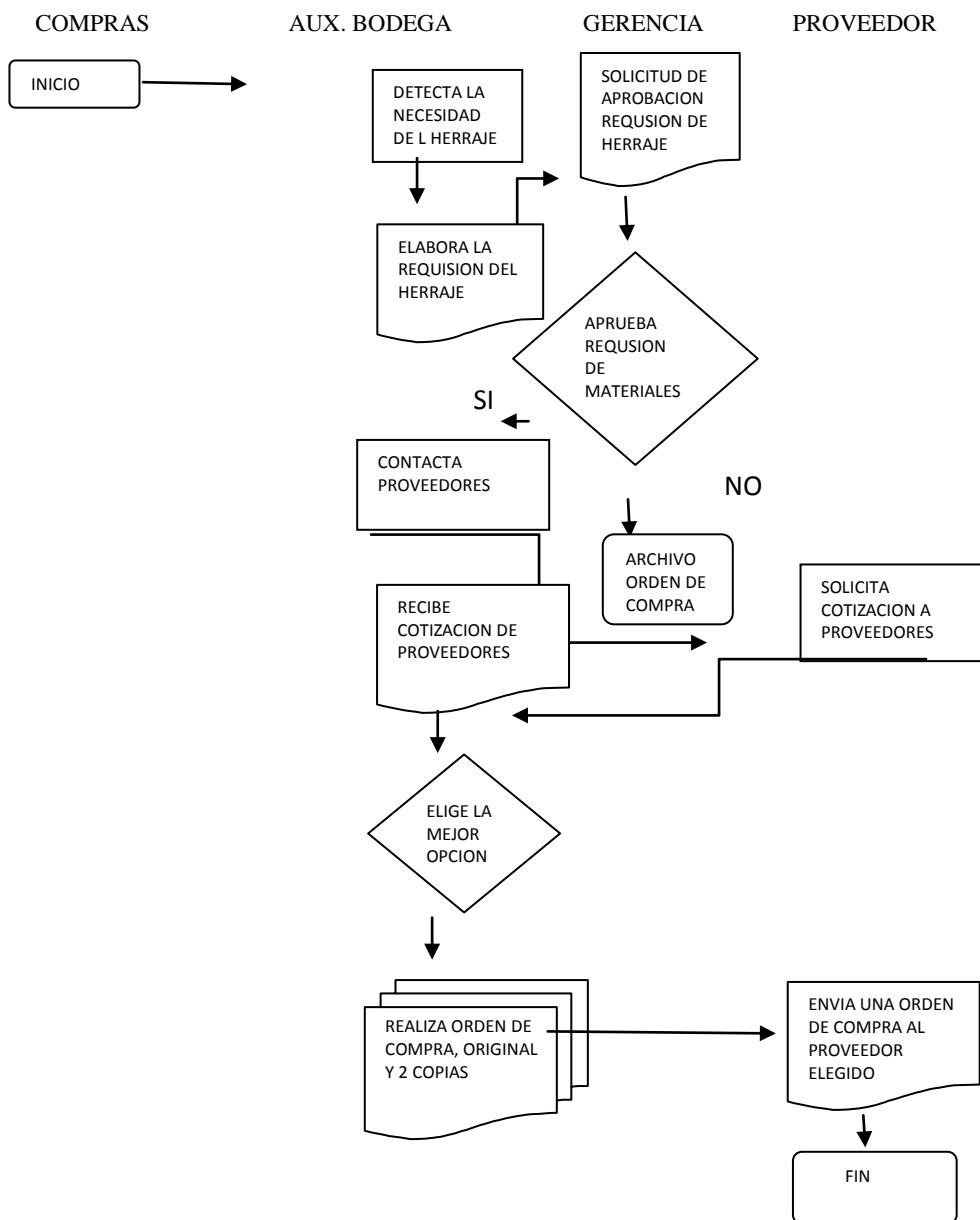 COMPRAS AUX. BODEGA GERENCIA PROVEEDOR
INICIO
DETECTA LA
NECESIDAD
DE L HERRAJE
SOLICITUD DE
APROBACION
REQUSION DE
HERRAJE
ELABORA LA
REQUISION DEL
HERRAJE
APRUEBA
REQUSION
DE
MATERIALES
SI
CONTACTA
PROVEEDORES
NO
ARCHIVO
ORDEN DE
COMPRA
SOLICITA
COTIZACION A
PROVEEDORES
RECIBE
COTIZACION DE
PROVEEDORES
ELIGE LA
MEJOR
OPCION
REALIZA ORDEN DE
COMPRA, ORIGINAL
Y 2 COPIAS
ENVIA UNA ORDEN
DE COMPRA AL
PROVEEDOR
ELEGIDO
FIN